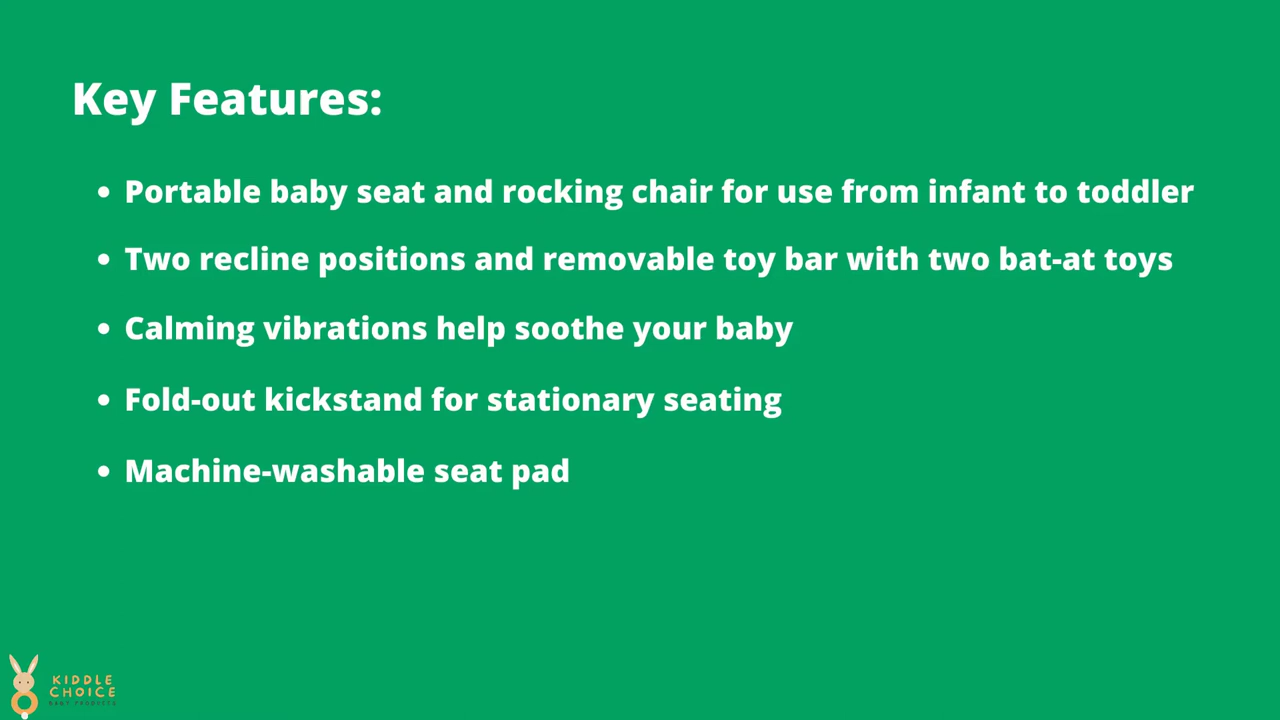 Key Features:
• Portable baby seat and rocking chair for use from infant to toddler
• Two recline positions and removable toy bar with two bat-at toys
• Calming vibrations help soothe your baby
• Fold-out kickstand for stationary seating
• Machine-washable seat pad
KIDDLE
CHOICE
BABY PRODUCTS